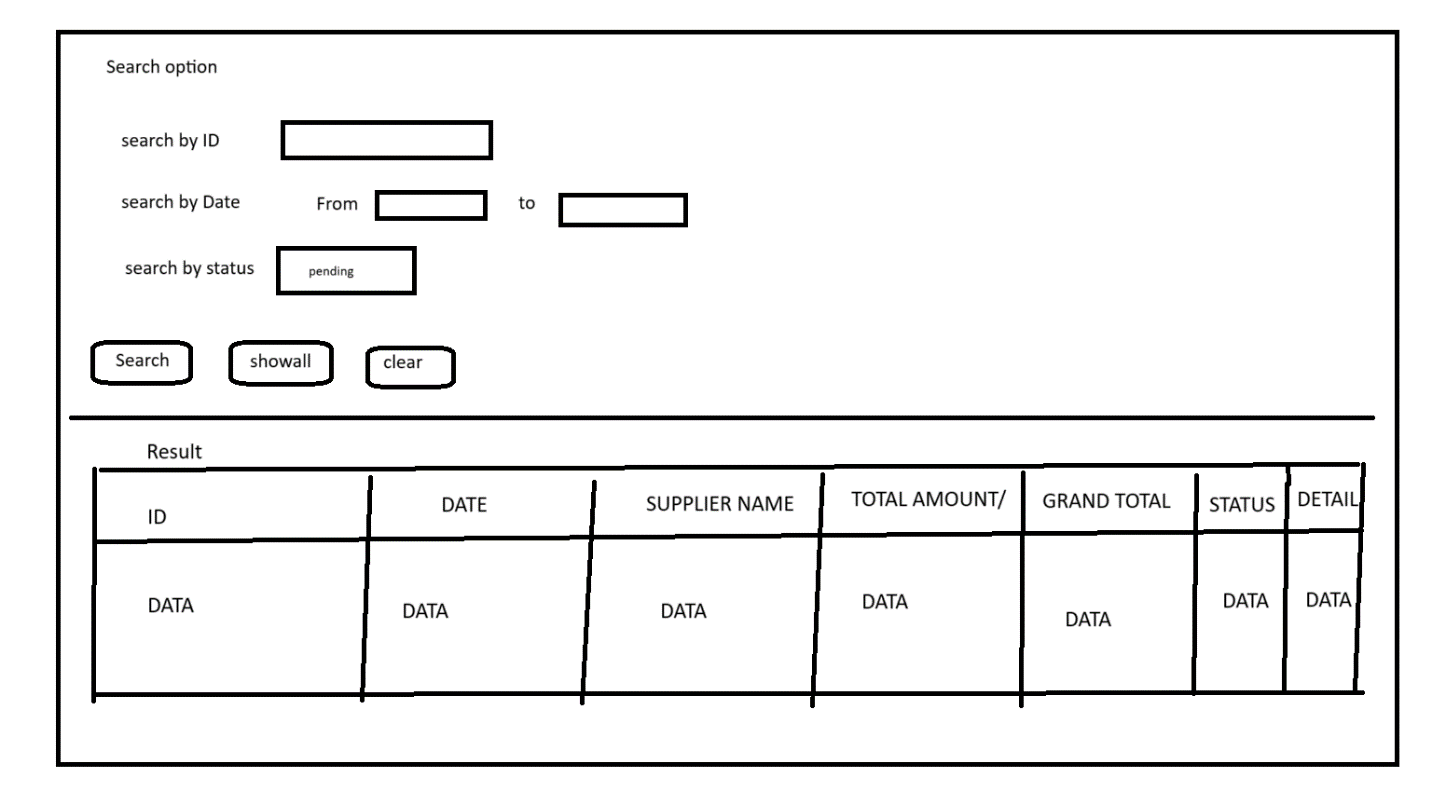 Search option
search by ID
search by Date From to
search by status pending
Search showall clear
Result
ID DATE SUPPLIER NAME TOTAL AMOUNT/ GRAND TOTAL STATUS DETAIL
DATA DATA DATA DATA DATA DATA DATA